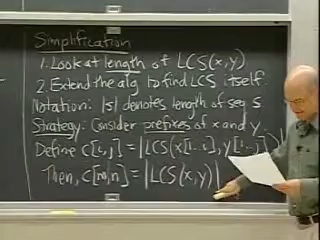 Simplification
1. Look at length of LCS(x,y)
2. Extend the alg to find LCS itself.
Notation: |s| denotes length of seq s
Strategy: Consider prefixes of x and y
Define c[i,j] = |LCS(x[1...i], y[1...j])|
Then, c[m,n] = |LCS(x,y)|